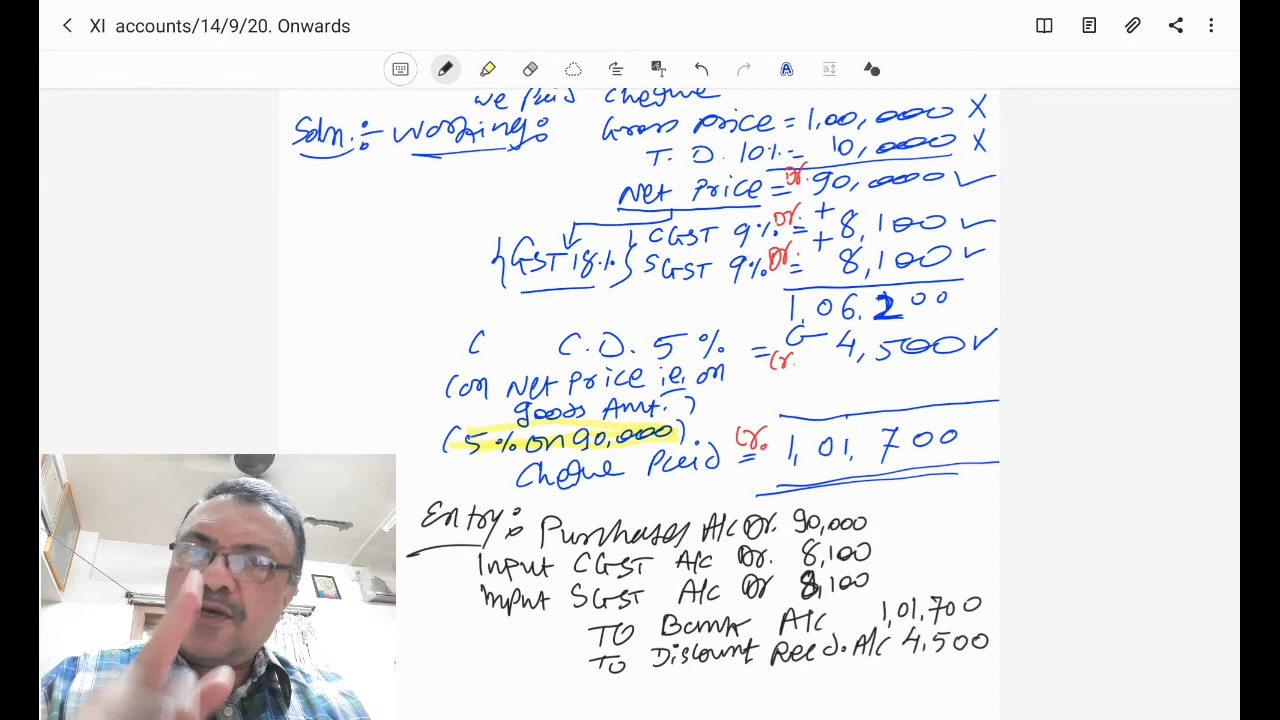 XI accounts/14/9/20. Onwards
we Paid Cheque
Soln. :- Working: Gross Price = 1,00,000 X
T. D. 10% = 10,000 X
Net Price = Dr. 90,000 ✓
CGST 9% Dr. = + 8,100 ✓
{GST 18%} SGST 9% Dr. = + 8,100 ✓
1,06,200
C C.D. 5% = Cr. - 4,500 ✓
(on Net Price i.e. on
goods Amt.)
(5% on 90,000).
Cheque Paid = Cr. 1,01,700
Entry: Purchases A/c Dr. 90,000
Input CGST A/c Dr. 8,100
Input SGST A/c Dr 8,100
TO Bank A/c 1,01,700
TO Discount Recd. A/c 4,500